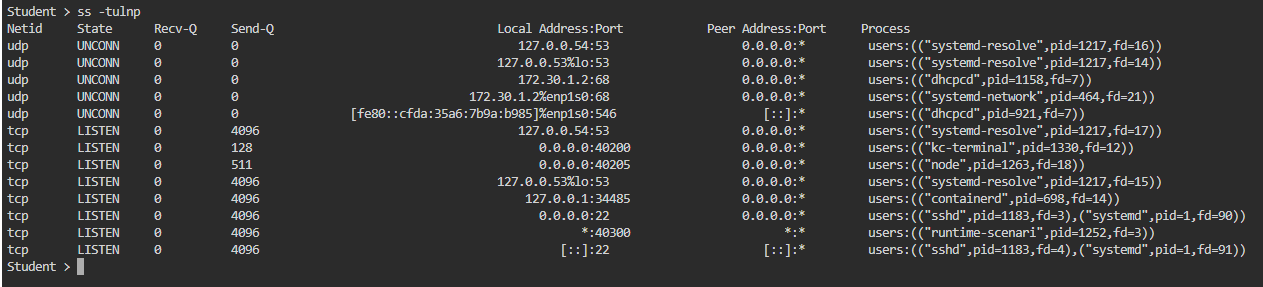 Student > ss -tulnp
Netid State Recv-Q Send-Q Local Address:Port Peer Address:Port Process
udp UNCONN 0 0 127.0.0.54:53 0.0.0.0:* users:(("systemd-resolve",pid=1217,fd=16))
udp UNCONN 0 0 127.0.0.53%lo:53 0.0.0.0:* users:(("systemd-resolve",pid=1217,fd=14))
udp UNCONN 0 0 172.30.1.2:68 0.0.0.0:* users:(("dhcpcd",pid=1158,fd=7))
udp UNCONN 0 0 172.30.1.2%enp1s0:68 0.0.0.0:* users:(("systemd-network",pid=464,fd=21))
udp UNCONN 0 0 [fe80::cfda:35a6:7b9a:b985]%enp1s0:546 [::]:* users:(("dhcpcd",pid=921,fd=7))
tcp LISTEN 0 4096 127.0.0.54:53 0.0.0.0:* users:(("systemd-resolve",pid=1217,fd=17))
tcp LISTEN 0 128 0.0.0.0:40200 0.0.0.0:* users:(("kc-terminal",pid=1330,fd=12))
tcp LISTEN 0 511 0.0.0.0:40205 0.0.0.0:* users:(("node",pid=1263,fd=18))
tcp LISTEN 0 4096 127.0.0.53%lo:53 0.0.0.0:* users:(("systemd-resolve",pid=1217,fd=15))
tcp LISTEN 0 4096 127.0.0.1:34485 0.0.0.0:* users:(("containerd",pid=698,fd=14))
tcp LISTEN 0 4096 0.0.0.0:22 0.0.0.0:* users:(("sshd",pid=1183,fd=3),("systemd",pid=1,fd=90))
tcp LISTEN 0 4096 *:40300 *:* users:(("runtime-scenari",pid=1252,fd=3))
tcp LISTEN 0 4096 [::]:22 [::]:* users:(("sshd",pid=1183,fd=4),("systemd",pid=1,fd=91))
Student >